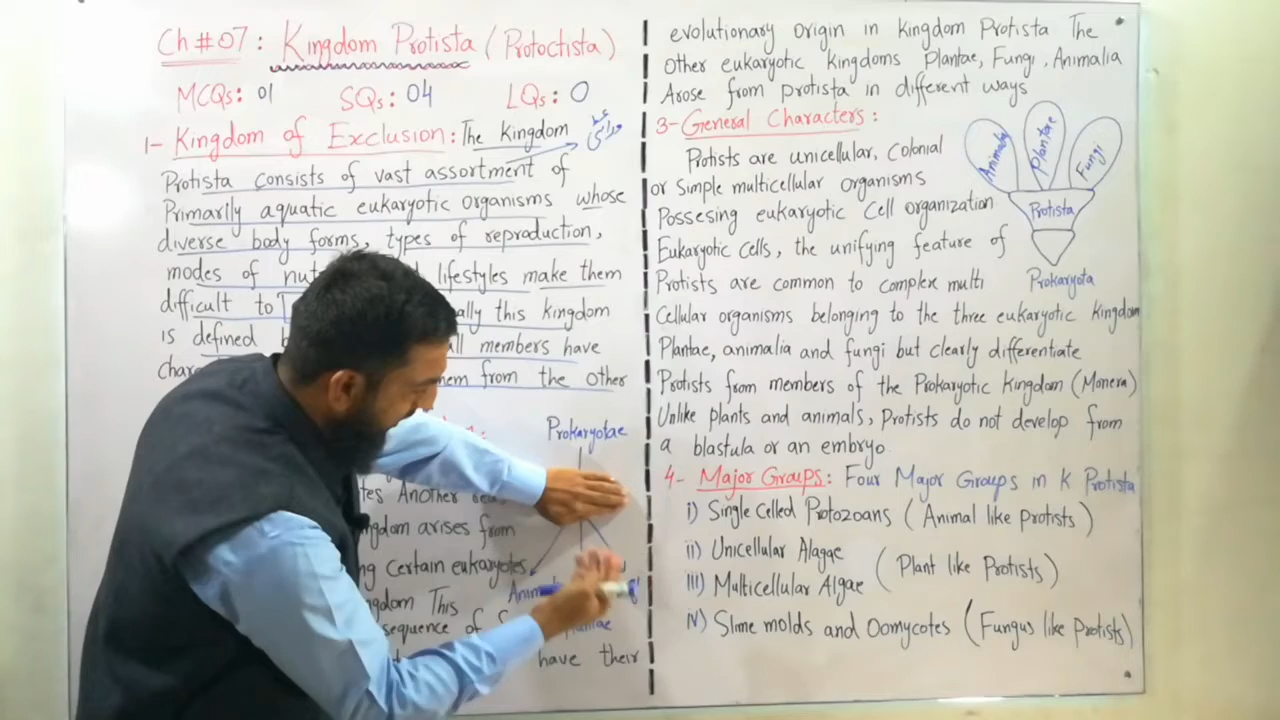 Ch # 07 : Kingdom Protista (Protoctista)
MCQs: 01 SQs: 04 LQs: 0
1- Kingdom of Exclusion: The Kingdom
Protista consists of vast assortment of
Primarily aquatic eukaryotic organisms whose
diverse body forms, types of reproduction,
modes of lifestyles make them
difficult to this kingdom
is defined all members have
from the other
Prokaryotae
Another
arises from
Certain eukaryotes
This
sequence of
have their
evolutionary origin in kingdom Protista The
Other eukaryotic kingdoms Plantae, Fungi, Animalia
Arose from protista in different ways
3- General Characters:
Protists are unicellular, Colonial
or Simple multicellular organisms
Possesing eukaryotic Cell organization
Eukaryotic cells, the unifying feature of
Protists are common to complex multi
Cellular organisms belonging to the three eukaryotic kingdom
Plantae, animalia and fungi but clearly differentiate
Protists from members of the Prokaryotic Kingdom (Monera)
Unlike plants and animals, Protists do not develop from
a blastula or an embryo
Animalia
Plantae
Fungi
Protista
Prokaryota
4- Major Groups: Four Major Groups in K Protista
i) Single Celled Protozoans (Animal like Protists)
ii) Unicellular Alagae
(Plant like Protists)
iii) Multicellular Algae
iv) Slime molds and Oomycotes (Fungus like Protists)